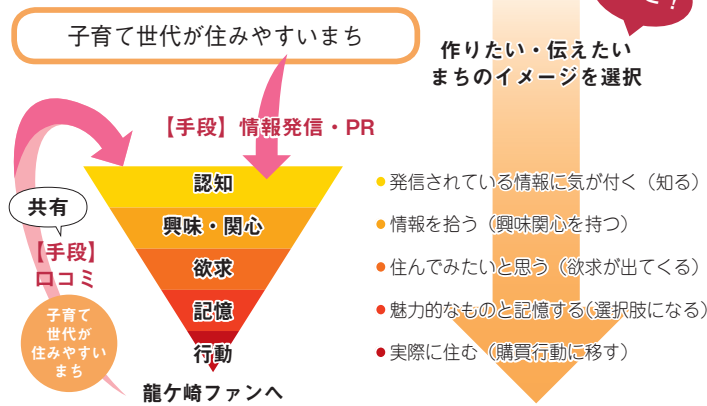 子育て世代が住みやすいまち
作りたい・伝えたい
まちのイメージを選択
【手段】情報発信・PR
認知
興味・関心
欲求
記憶
行動
共有
【手段】
口コミ
子育て
世代が
住みやすい
まち
龍ケ崎ファンへ
●発信されている情報に気が付く（知る）
●情報を拾う（興味関心を持つ）
●住んでみたいと思う（欲求が出てくる）
●魅力的なものと記憶する（選択肢になる）
●実際に住む（購買行動に移す）